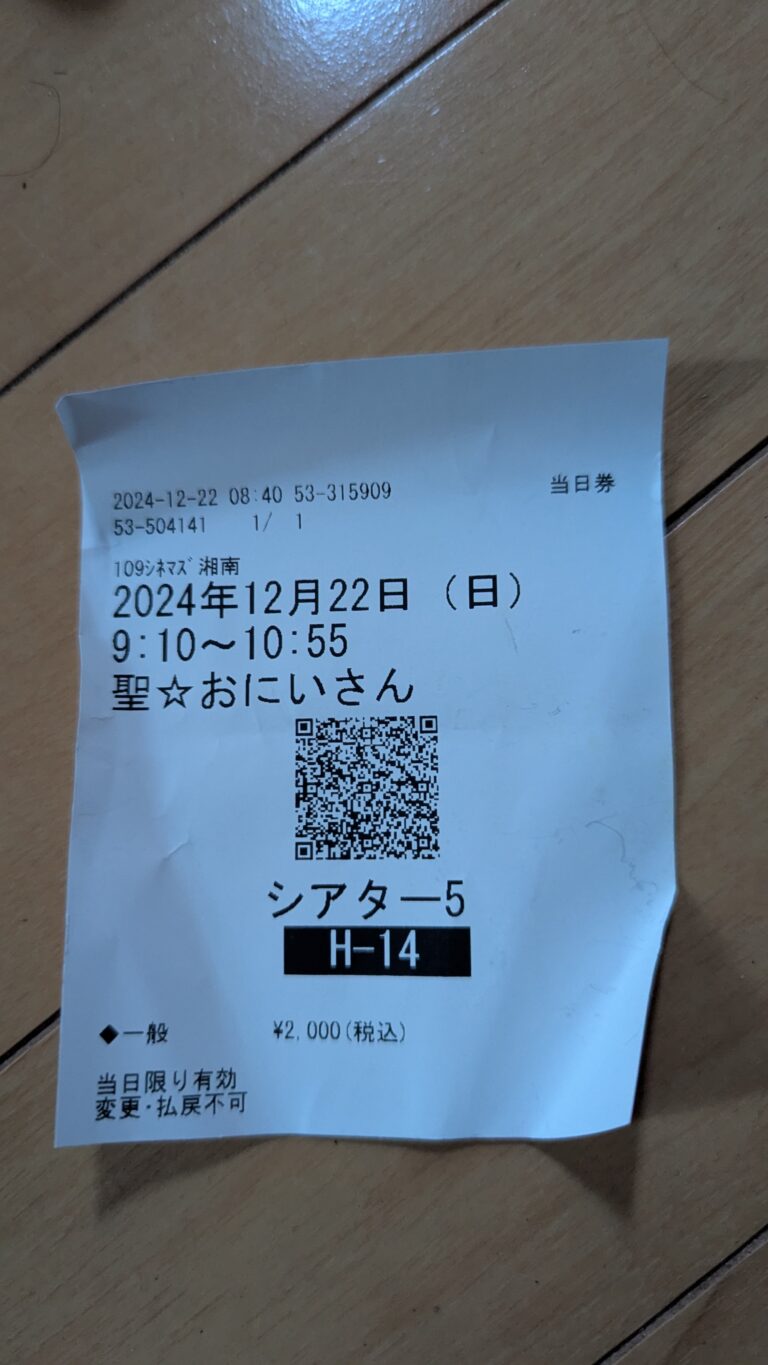 2024-12-22 08:40 53-315909 当日券
53-504141 1/ 1
109ｼﾈﾏｽﾞ湘南
2024年12月22日（日）
9:10～10:55
聖☆おにいさん
シアター5
H-14
◆一般 ¥2,000(税込)
当日限り有効
変更・払戻不可